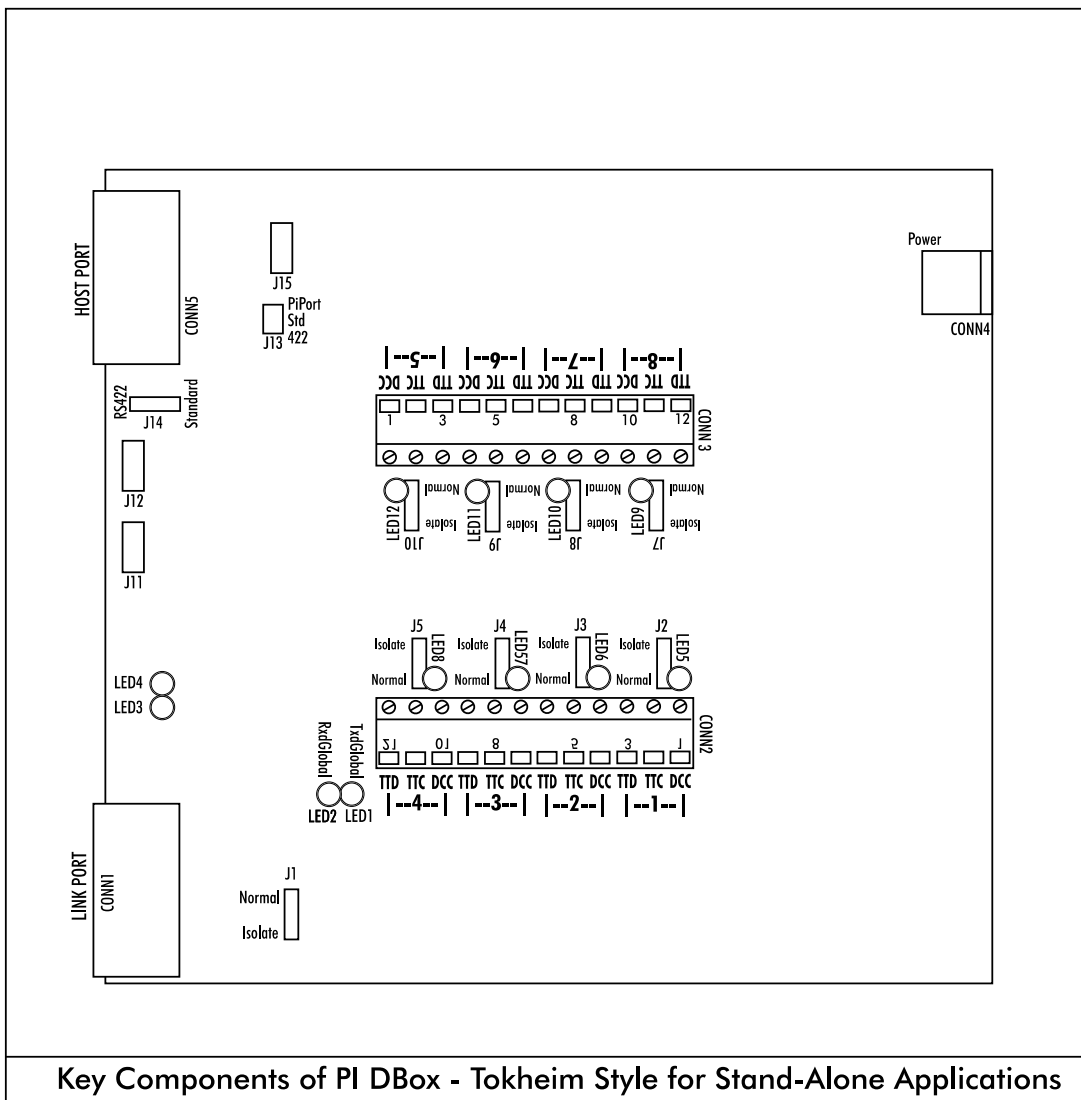 HOST PORT
CONN5
J15
PiPort
Std
422
J13
Power
CONN4
RS422
J14
Standard
J12
J11
|--5--| |--6--| |--7--| |--8--|
DCC TTC TTD DCC TTC TTD DCC TTC TTD DCC TTC TTD
1 3 5 8 10 12
CONN 3
LED12 Normal LED11 Normal LED10 Normal LED9 Normal
Isolate Isolate Isolate Isolate
J10 J9 J8 J7
J5 J4 J3 J2
Isolate LED8 Isolate LED57 Isolate LED6 Isolate LED5
Normal Normal Normal Normal
LED4
LED3
CONN2
12 10 8 5 3 1
TTD TTC DCC TTD TTC DCC TTD TTC DCC TTD TTC DCC
|--4--| |--3--| |--2--| |--1--|
RxdGlobal TxdGlobal
LED2 LED1
LINK PORT
CONN1
J1
Normal
Isolate
Key Components of PI DBox - Tokheim Style for Stand-Alone Applications